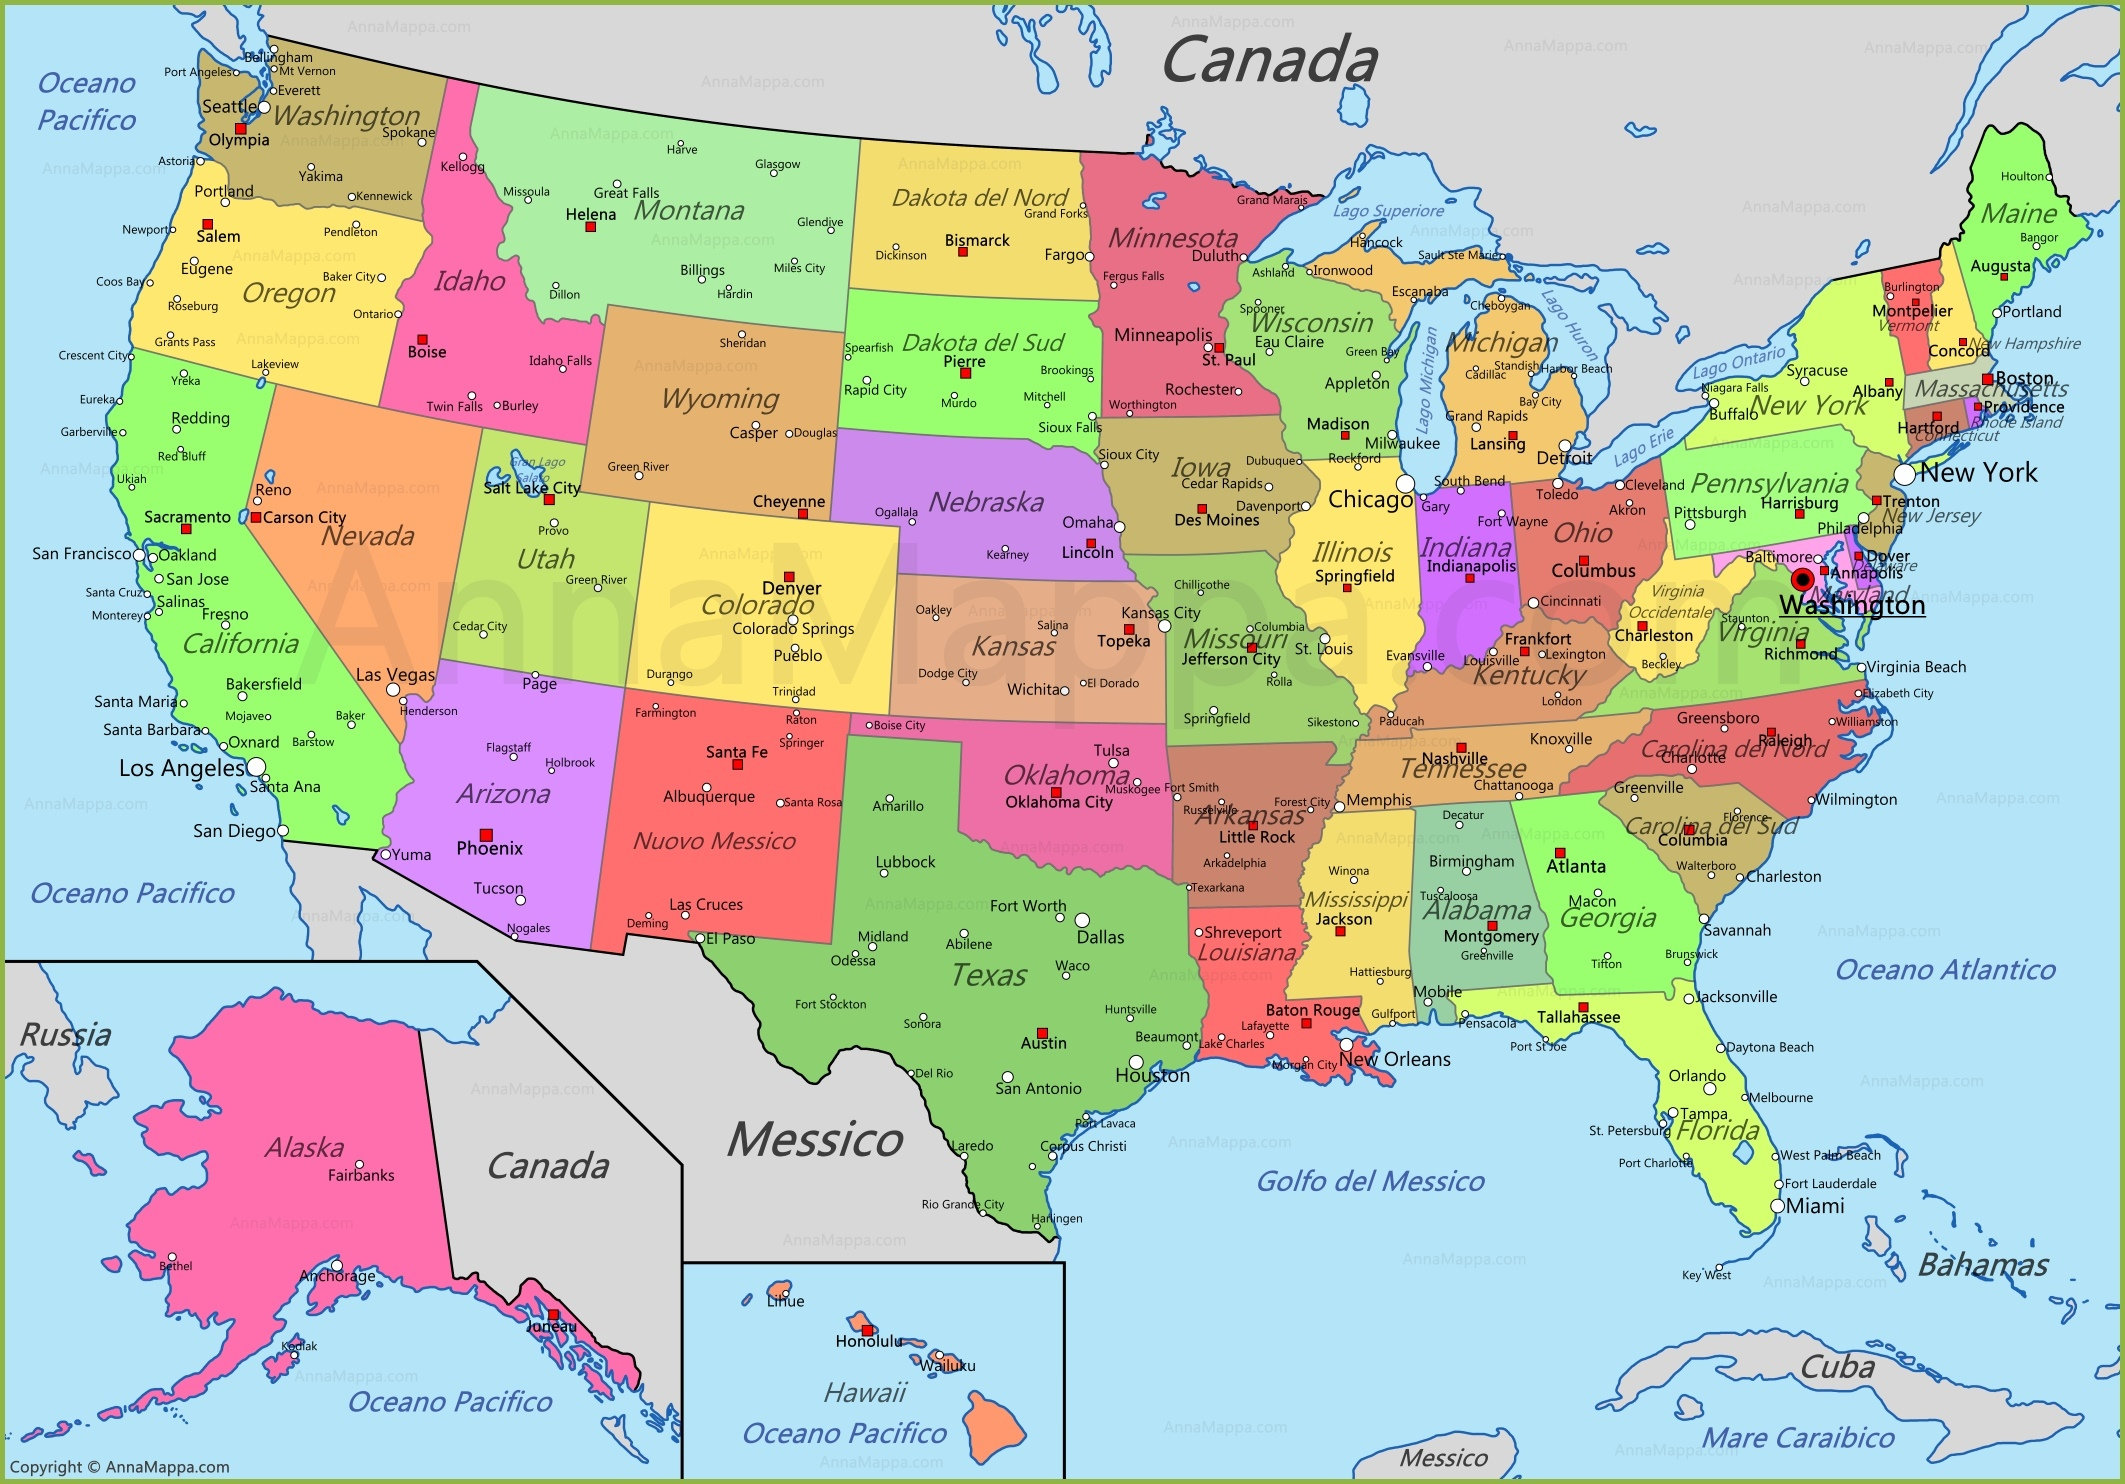 Canada
Oceano
Pacifico
Bellingham
Port Angeles
Mt Vernon
Everett
Seattle
Washington
Olympia
Spokane
Astoria
Yakima
Kennewick
Kellogg
Portland
Newport
Salem
Pendleton
Eugene
Coos Bay
Baker City
Oregon
Roseburg
Ontario
Grants Pass
Crescent City
Lakeview
Idaho
Boise
Idaho Falls
Twin Falls
Burley
Harve
Glasgow
Missoula
Great Falls
Helena
Montana
Glendive
Miles City
Billings
Hardin
Dillon
Dakota del Nord
Grand Forks
Bismarck
Dickinson
Fargo
Dakota del Sud
Spearfish
Pierre
Brookings
Rapid City
Murdo
Mitchell
Sioux Falls
Minnesota
Grand Marais
Duluth
Fergus Falls
Minneapolis
St. Paul
Rochester
Worthington
Lago Superiore
Hancock
Sault Ste Marie
Ashland
Ironwood
Escanaba
Cheboygan
Spooner
Wisconsin
Eau Claire
Green Bay
Appleton
Madison
Milwaukee
Lago Michigan
Lago Huron
Michigan
Cadillac
Standish
Harbor Beach
Bay City
Grand Rapids
Lansing
Detroit
Lago Erie
Lago Ontario
Houlton
Maine
Bangor
Augusta
Portland
Burlington
Montpelier
Vermont
Concord
New Hampshire
Boston
Massachusetts
Providence
Rhode Island
Hartford
Connecticut
Syracuse
Albany
Niagara Falls
Buffalo
New York
New York
Yreka
Eureka
Redding
Garberville
Red Bluff
Ukiah
Sacramento
San Francisco
Oakland
San Jose
Santa Cruz
Salinas
Monterey
Fresno
California
Bakersfield
Santa Maria
Mojave
Baker
Santa Barbara
Barstow
Oxnard
Los Angeles
Santa Ana
San Diego
Reno
Carson City
Nevada
Las Vegas
Henderson
Gran Lago
Salato
Salt Lake City
Provo
Utah
Green River
Cedar City
Wyoming
Sheridan
Casper
Douglas
Green River
Cheyenne
Nebraska
Ogallala
Omaha
Kearney
Lincoln
Denver
Colorado
Colorado Springs
Pueblo
Durango
Trinidad
Kansas
Oakley
Salina
Topeka
Dodge City
Wichita
El Dorado
Iowa
Sioux City
Dubuque
Cedar Rapids
Davenport
Des Moines
Missouri
Chillicothe
Kansas City
Columbia
Jefferson City
St. Louis
Rolla
Springfield
Sikeston
Rockford
Chicago
Illinois
Springfield
South Bend
Gary
Fort Wayne
Indiana
Indianapolis
Evansville
Toledo
Cleveland
Akron
Ohio
Columbus
Cincinnati
Pennsylvania
Pittsburgh
Harrisburg
Philadelphia
Trenton
New Jersey
Baltimore
Dover
Delaware
Annapolis
Maryland
Washington
Virginia
Occidentale
Charleston
Beckley
Staunton
Virginia
Richmond
Virginia Beach
Frankfort
Louisville
Lexington
Kentucky
London
Paducah
Elizabeth City
Greensboro
Williamston
Raleigh
Carolina del Nord
Charlotte
Wilmington
Knoxville
Nashville
Tennessee
Chattanooga
Memphis
Page
Flagstaff
Holbrook
Arizona
Phoenix
Yuma
Tucson
Nogales
Farmington
Raton
Springer
Santa Fe
Albuquerque
Santa Rosa
Nuovo Messico
Las Cruces
Deming
Boise City
Tulsa
Oklahoma
Muskogee
Oklahoma City
Fort Smith
Russelville
Forest City
Arkansas
Little Rock
Arkadelphia
Texarkana
Amarillo
Lubbock
El Paso
Fort Worth
Dallas
Midland
Abilene
Odessa
Waco
Texas
Fort Stockton
Sonora
Huntsville
Austin
Beaumont
Houston
Del Rio
San Antonio
Port Lavaca
Laredo
Corpus Christi
Rio Grande City
Harlingen
Shreveport
Louisiana
Baton Rouge
Lafayette
Lake Charles
Morgan City
New Orleans
Winona
Mississippi
Jackson
Hattiesburg
Gulfport
Decatur
Birmingham
Tuscaloosa
Alabama
Montgomery
Greenville
Mobile
Greenville
Carolina del Sud
Florence
Columbia
Walterboro
Charleston
Atlanta
Macon
Georgia
Savannah
Tifton
Brunswick
Jacksonville
Pensacola
Tallahassee
Port St Joe
Daytona Beach
Orlando
Melbourne
Tampa
St. Petersburg
Florida
Port Charlotte
West Palm Beach
Fort Lauderdale
Miami
Key West
Oceano Pacifico
Oceano Atlantico
Golfo del Messico
Messico
Bahamas
Cuba
Mare Caraibico
Messico
Russia
Alaska
Fairbanks
Canada
Bethel
Anchorage
Juneau
Kodiak
Oceano Pacifico
Lihue
Honolulu
Wailuku
Hawaii
Oceano Pacifico
AnnaMappa.com
Copyright © AnnaMappa.com